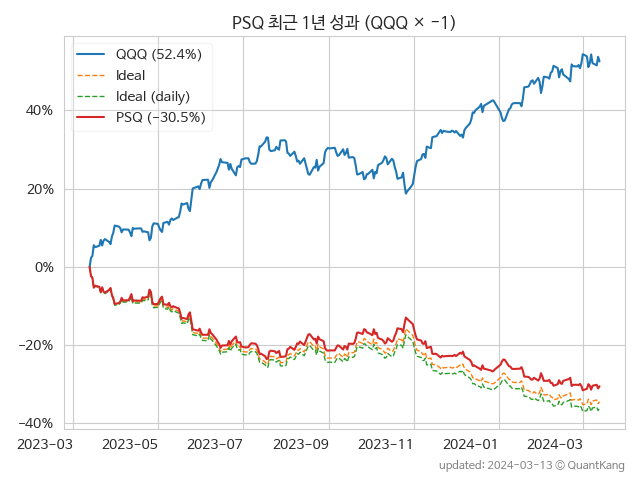 PSQ 최근 1년 성과 (QQQ × −1)
QQQ (52.4%)
Ideal
Ideal (daily)
PSQ (−30.5%)
40%
20%
0%
−20%
−40%
2023−03 2023−05 2023−07 2023−09 2023−11 2024−01 2024−03
updated: 2024-03-13 © QuantKang